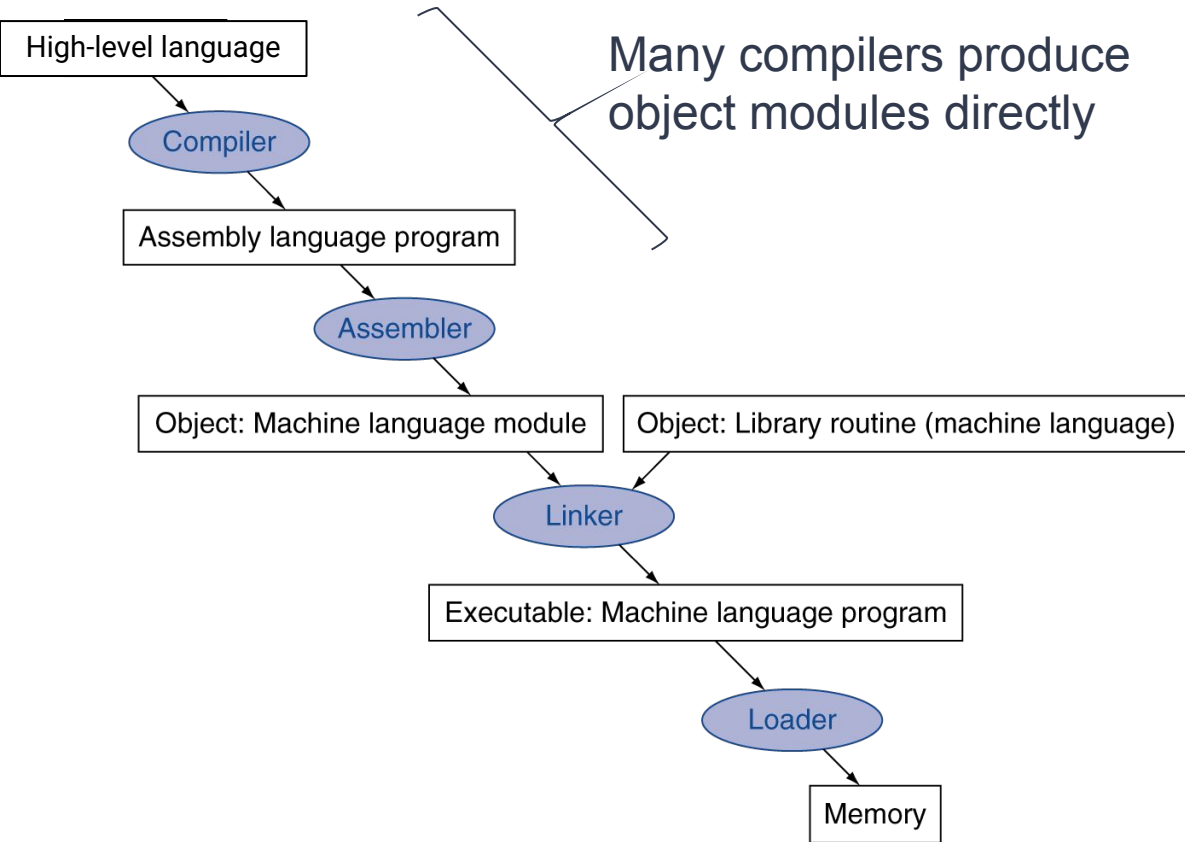 High-level language
Many compilers produce
object modules directly
Compiler
Assembly language program
Assembler
Object: Machine language module
Object: Library routine (machine language)
Linker
Executable: Machine language program
Loader
Memory